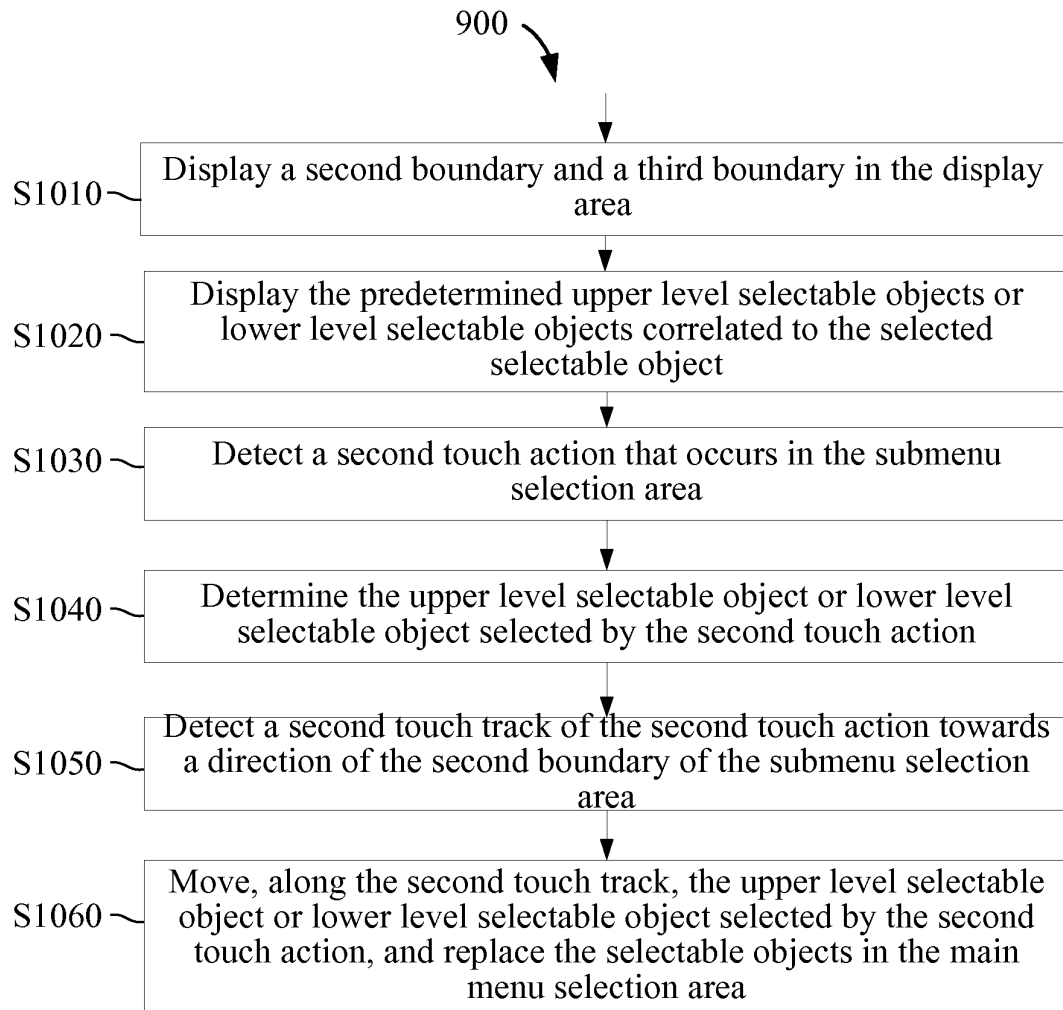 900
S1010
Display a second boundary and a third boundary in the display
area
S1020
Display the predetermined upper level selectable objects or
lower level selectable objects correlated to the selected
selectable object
S1030
Detect a second touch action that occurs in the submenu
selection area
S1040
Determine the upper level selectable object or lower level
selectable object selected by the second touch action
S1050
Detect a second touch track of the second touch action towards
a direction of the second boundary of the submenu selection
area
S1060
Move, along the second touch track, the upper level selectable
object or lower level selectable object selected by the second
touch action, and replace the selectable objects in the main
menu selection area